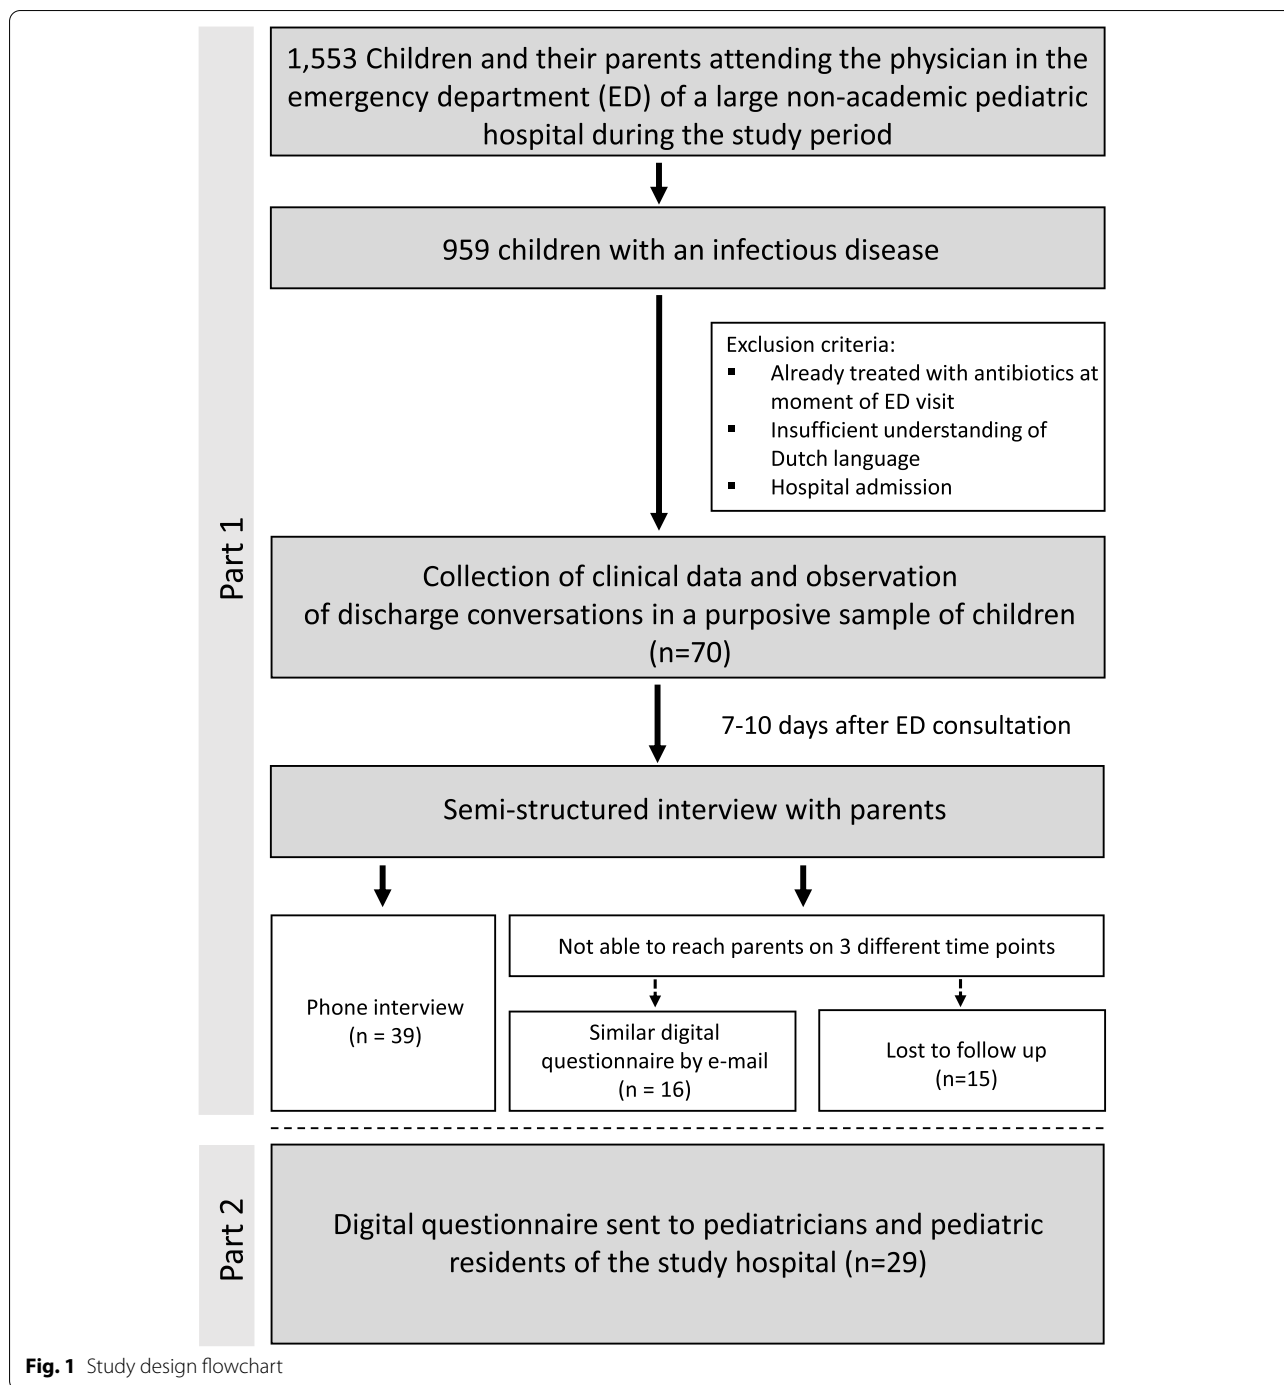 Part 1
1,553 Children and their parents attending the physician in the
emergency department (ED) of a large non-academic pediatric
hospital during the study period
959 children with an infectious disease
Exclusion criteria:
▪ Already treated with antibiotics at
moment of ED visit
▪ Insufficient understanding of
Dutch language
▪ Hospital admission
Collection of clinical data and observation
of discharge conversations in a purposive sample of children
(n=70)
7-10 days after ED consultation
Semi-structured interview with parents
Phone interview
(n = 39)
Not able to reach parents on 3 different time points
Similar digital
questionnaire by e-mail
(n = 16)
Lost to follow up
(n=15)
Part 2
Digital questionnaire sent to pediatricians and pediatric
residents of the study hospital (n=29)
Fig. 1 Study design flowchart